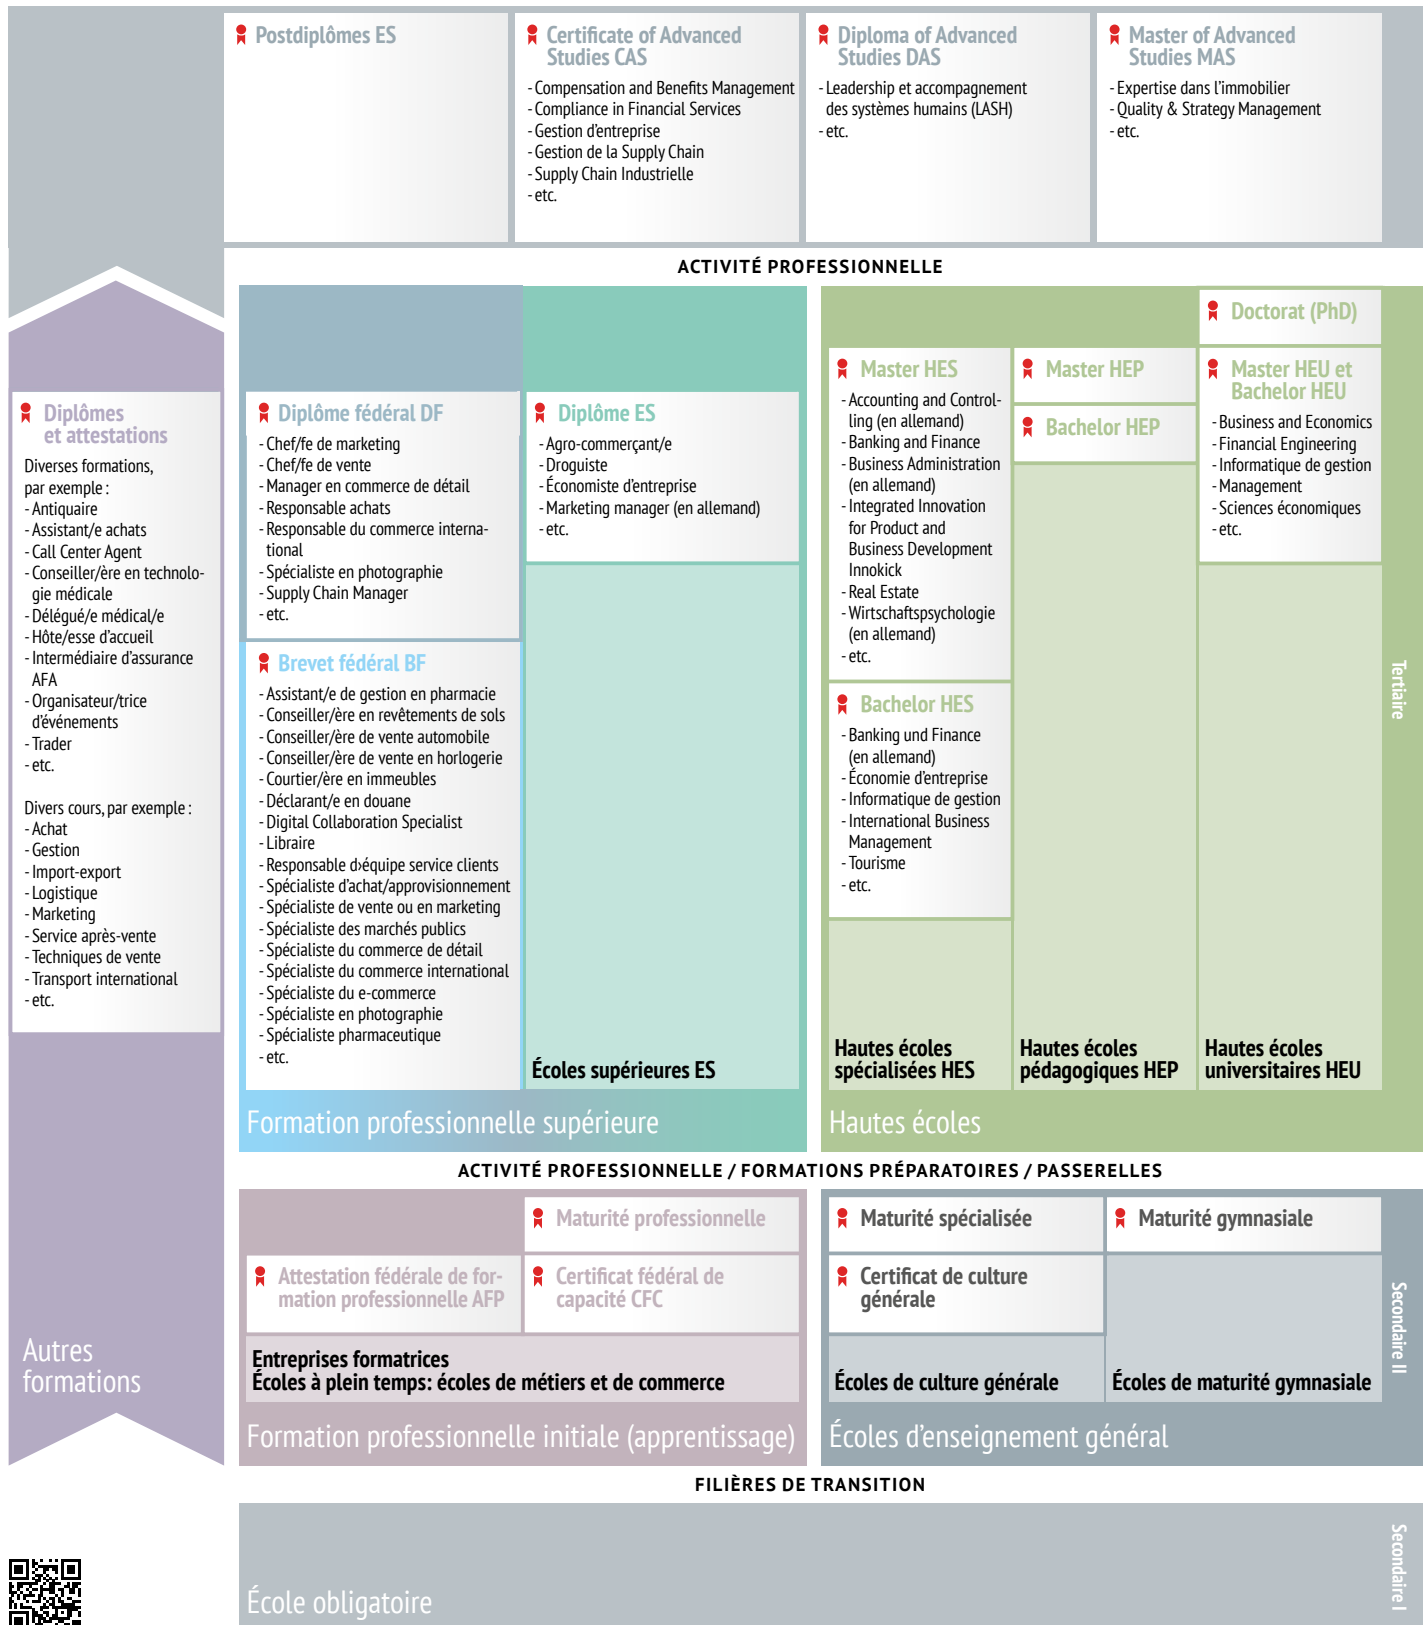 Postdiplômes ES
Certificate of Advanced
Studies CAS
- Compensation and Benefits Management
- Compliance in Financial Services
- Gestion d'entreprise
- Gestion de la Supply Chain
- Supply Chain Industrielle
- etc.
Diploma of Advanced
Studies DAS
- Leadership et accompagnement
des systèmes humains (LASH)
- etc.
Master of Advanced
Studies MAS
- Expertise dans l'immobilier
- Quality & Strategy Management
- etc.
ACTIVITÉ PROFESSIONNELLE
Diplômes
et attestations
Diverses formations,
par exemple :
- Antiquaire
- Assistant/e achats
- Call Center Agent
- Conseiller/ère en technolo-
gie médicale
- Délégué/e médical/e
- Hôte/esse d'accueil
- Intermédiaire d'assurance
AFA
- Organisateur/trice
d'événements
- Trader
- etc.
Divers cours, par exemple :
- Achat
- Gestion
- Import-export
- Logistique
- Marketing
- Service après-vente
- Techniques de vente
- Transport international
- etc.
Autres
formations
Diplôme fédéral DF
- Chef/fe de marketing
- Chef/fe de vente
- Manager en commerce de détail
- Responsable achats
- Responsable du commerce interna-
tional
- Spécialiste en photographie
- Supply Chain Manager
- etc.
Brevet fédéral BF
- Assistant/e de gestion en pharmacie
- Conseiller/ère en revêtements de sols
- Conseiller/ère de vente automobile
- Conseiller/ère de vente en horlogerie
- Courtier/ère en immeubles
- Déclarant/e en douane
- Digital Collaboration Specialist
- Libraire
- Responsable d›équipe service clients
- Spécialiste d'achat/approvisionnement
- Spécialiste de vente ou en marketing
- Spécialiste des marchés publics
- Spécialiste du commerce de détail
- Spécialiste du commerce international
- Spécialiste du e-commerce
- Spécialiste en photographie
- Spécialiste pharmaceutique
- etc.
Diplôme ES
- Agro-commerçant/e
- Droguiste
- Économiste d'entreprise
- Marketing manager (en allemand)
- etc.
Écoles supérieures ES
Formation professionnelle supérieure
Master HES
- Accounting and Control-
ling (en allemand)
- Banking and Finance
- Business Administration
(en allemand)
- Integrated Innovation
for Product and
Business Development
Innokick
- Real Estate
- Wirtschaftspsychologie
(en allemand)
- etc.
Bachelor HES
- Banking und Finance
(en allemand)
- Économie d'entreprise
- Informatique de gestion
- International Business
Management
- Tourisme
- etc.
Hautes écoles
spécialisées HES
Master HEP
Bachelor HEP
Hautes écoles
pédagogiques HEP
Doctorat (PhD)
Master HEU et
Bachelor HEU
- Business and Economics
- Financial Engineering
- Informatique de gestion
- Management
- Sciences économiques
- etc.
Hautes écoles
universitaires HEU
Hautes écoles
Tertiaire
ACTIVITÉ PROFESSIONNELLE / FORMATIONS PRÉPARATOIRES / PASSERELLES
Maturité professionnelle
Attestation fédérale de for-
mation professionnelle AFP
Certificat fédéral de
capacité CFC
Entreprises formatrices
Écoles à plein temps: écoles de métiers et de commerce
Formation professionnelle initiale (apprentissage)
Maturité spécialisée
Certificat de culture
générale
Écoles de culture générale
Maturité gymnasiale
Écoles de maturité gymnasiale
Écoles d'enseignement général
Secondaire II
FILIÈRES DE TRANSITION
École obligatoire
Secondaire I